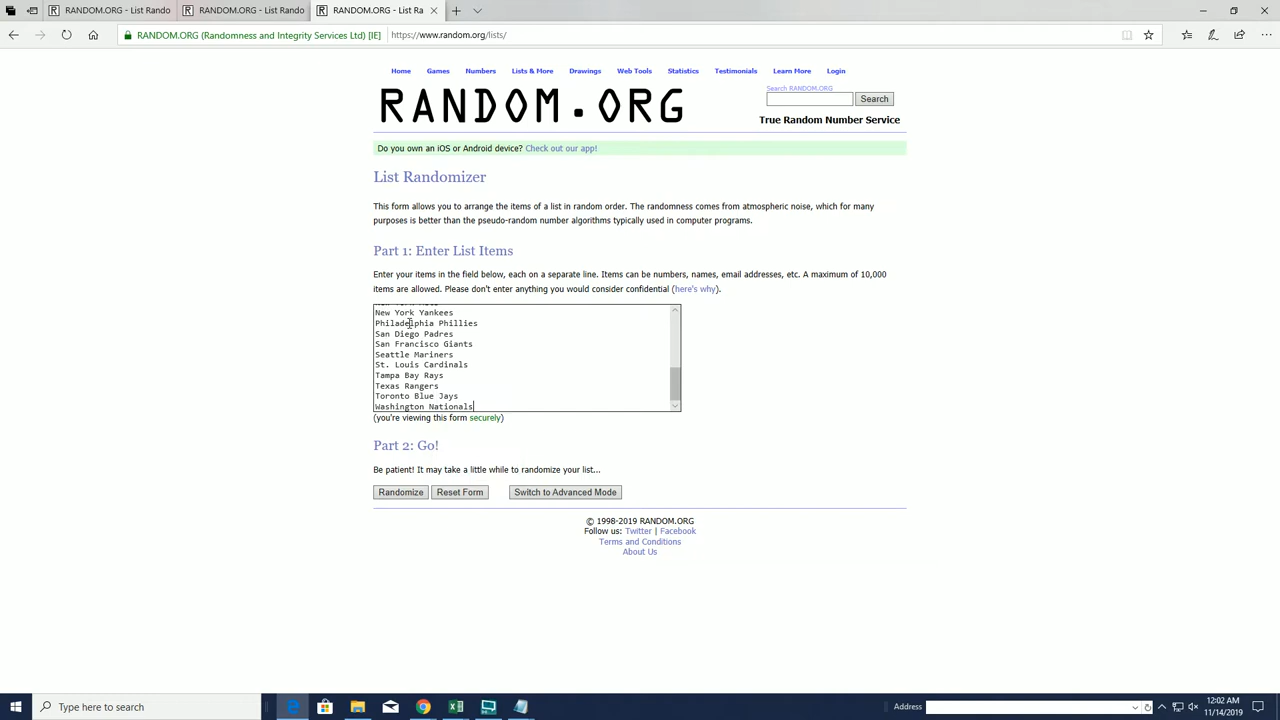 RANDOM.ORG - List Rando
RANDOM.ORG - List Rando
RANDOM.ORG - List Ra
RANDOM.ORG (Randomness and Integrity Services Ltd) [IE]
https://www.random.org/lists/
Home Games Numbers Lists & More Drawings Web Tools Statistics Testimonials Learn More Login
RANDOM.ORG
Search RANDOM.ORG
Search
True Random Number Service
Do you own an iOS or Android device? Check out our app!
List Randomizer
This form allows you to arrange the items of a list in random order. The randomness comes from atmospheric noise, which for many
purposes is better than the pseudo-random number algorithms typically used in computer programs.
Part 1: Enter List Items
Enter your items in the field below, each on a separate line. Items can be numbers, names, email addresses, etc. A maximum of 10,000
items are allowed. Please don't enter anything you would consider confidential (here's why).
New York Yankees
Philadelphia Phillies
San Diego Padres
San Francisco Giants
Seattle Mariners
St. Louis Cardinals
Tampa Bay Rays
Texas Rangers
Toronto Blue Jays
Washington Nationals
(you're viewing this form securely)
Part 2: Go!
Be patient! It may take a little while to randomize your list...
Randomize Reset Form Switch to Advanced Mode
© 1998-2019 RANDOM.ORG
Follow us: Twitter | Facebook
Terms and Conditions
About Us
Type here to search
Address
12:02 AM
11/14/2019